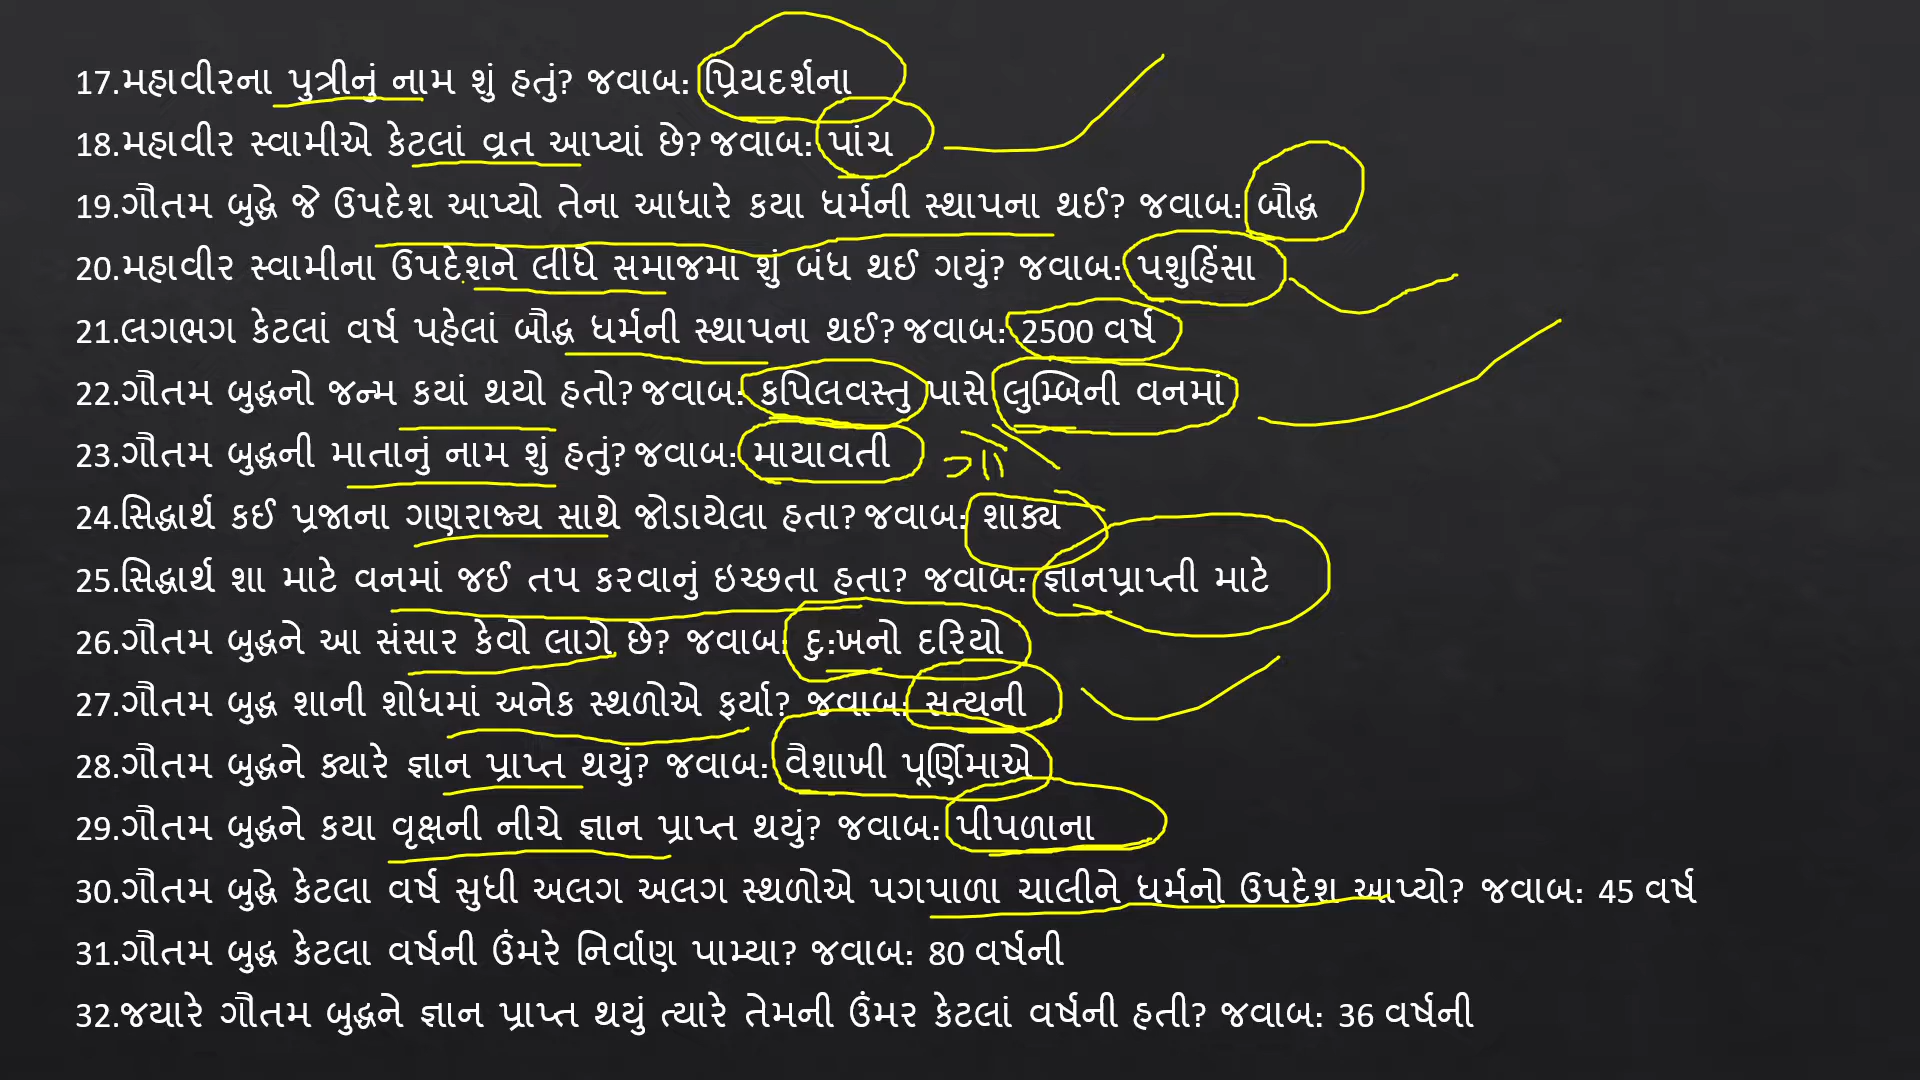 17.મહાવીરના પુત્રીનું નામ શું હતું? જવાબ: પ્રિયદર્શના
18.મહાવીર સ્વામીએ કેટલાં વ્રત આપ્યાં છે? જવાબ: પાંચ
19.ગૌતમ બુદ્ધે જે ઉપદેશ આપ્યો તેના આધારે કયા ધર્મની સ્થાપના થઈ? જવાબ: બૌદ્ધ
20.મહાવીર સ્વામીના ઉપદેશને લીધે સમાજમાં શું બંધ થઈ ગયું? જવાબ: પશુહિંસા
21.લગભગ કેટલાં વર્ષ પહેલાં બૌદ્ધ ધર્મની સ્થાપના થઈ? જવાબ: 2500 વર્ષ
22.ગૌતમ બુદ્ધનો જન્મ કયાં થયો હતો? જવાબ: કપિલવસ્તુ પાસે લુમ્બિની વનમાં
23.ગૌતમ બુદ્ધની માતાનું નામ શું હતું? જવાબ: માયાવતી
24.સિદ્ધાર્થ કઈ પ્રજાના ગણરાજ્ય સાથે જોડાયેલા હતા? જવાબ: શાક્ય
25.સિદ્ધાર્થ શા માટે વનમાં જઈ તપ કરવાનું ઇચ્છતા હતા? જવાબ: જ્ઞાનપ્રાપ્તી માટે
26.ગૌતમ બુદ્ધને આ સંસાર કેવો લાગે છે? જવાબ: દુ:ખનો દરિયો
27.ગૌતમ બુદ્ધ શાની શોધમાં અનેક સ્થળોએ ફર્યા? જવાબ: સત્યની
28.ગૌતમ બુદ્ધને ક્યારે જ્ઞાન પ્રાપ્ત થયું? જવાબ: વૈશાખી પૂર્ણિમાએ
29.ગૌતમ બુદ્ધને કયા વૃક્ષની નીચે જ્ઞાન પ્રાપ્ત થયું? જવાબ: પીપળાના
30.ગૌતમ બુદ્ધે કેટલા વર્ષ સુધી અલગ અલગ સ્થળોએ પગપાળા ચાલીને ધર્મનો ઉપદેશ આપ્યો? જવાબ: 45 વર્ષ
31.ગૌતમ બુદ્ધ કેટલા વર્ષની ઉંમરે નિર્વાણ પામ્યા? જવાબ: 80 વર્ષની
32.જયારે ગૌતમ બુદ્ધને જ્ઞાન પ્રાપ્ત થયું ત્યારે તેમની ઉંમર કેટલાં વર્ષની હતી? જવાબ: 36 વર્ષની